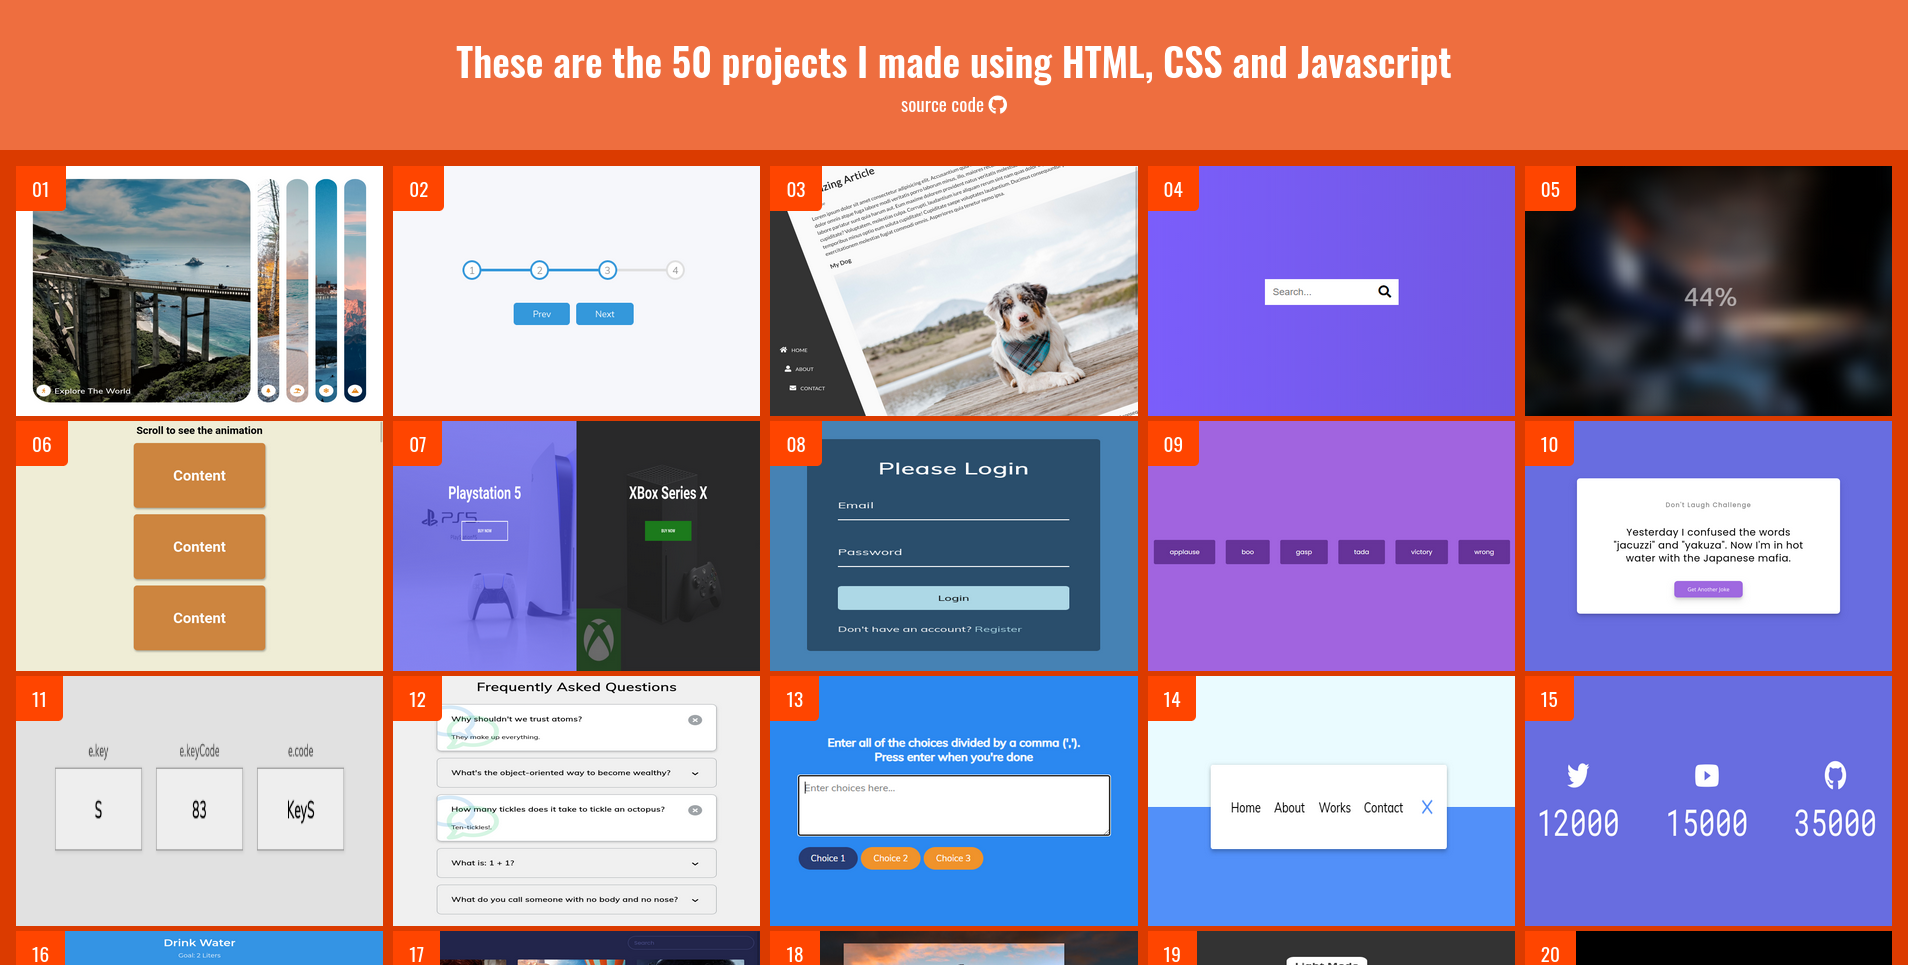 These are the 50 projects I made using HTML, CSS and Javascript
source code
01
Explore The World
02
1 2 3 4
Prev Next
03
zing Article
My Dog
HOME
ABOUT
CONTACT
04
Search...
05
44%
06
Scroll to see the animation
Content
Content
Content
07
Playstation 5
PS5
BUY NOW
XBox Series X
BUY NOW
08
Please Login
Email
Password
Login
Don't have an account? Register
09
applause boo gasp tada victory wrong
10
Don't Laugh Challenge
Yesterday I confused the words
"jacuzzi" and "yakuza". Now I'm in hot
water with the Japanese mafia.
Get Another Joke
11
e.key e.keyCode e.code
S 83 KeyS
12
Frequently Asked Questions
Why shouldn't we trust atoms?
They make up everything.
What's the object-oriented way to become wealthy?
How many tickles does it take to tickle an octopus?
Ten-tickles!.
What is: 1 + 1?
What do you call someone with no body and no nose?
13
Enter all of the choices divided by a comma (',').
Press enter when you're done
Enter choices here...
Choice 1 Choice 2 Choice 3
14
Home About Works Contact X
15
12000 15000 35000
16
Drink Water
Goal: 2 Liters
17
Search
18
19
Light Mode
20